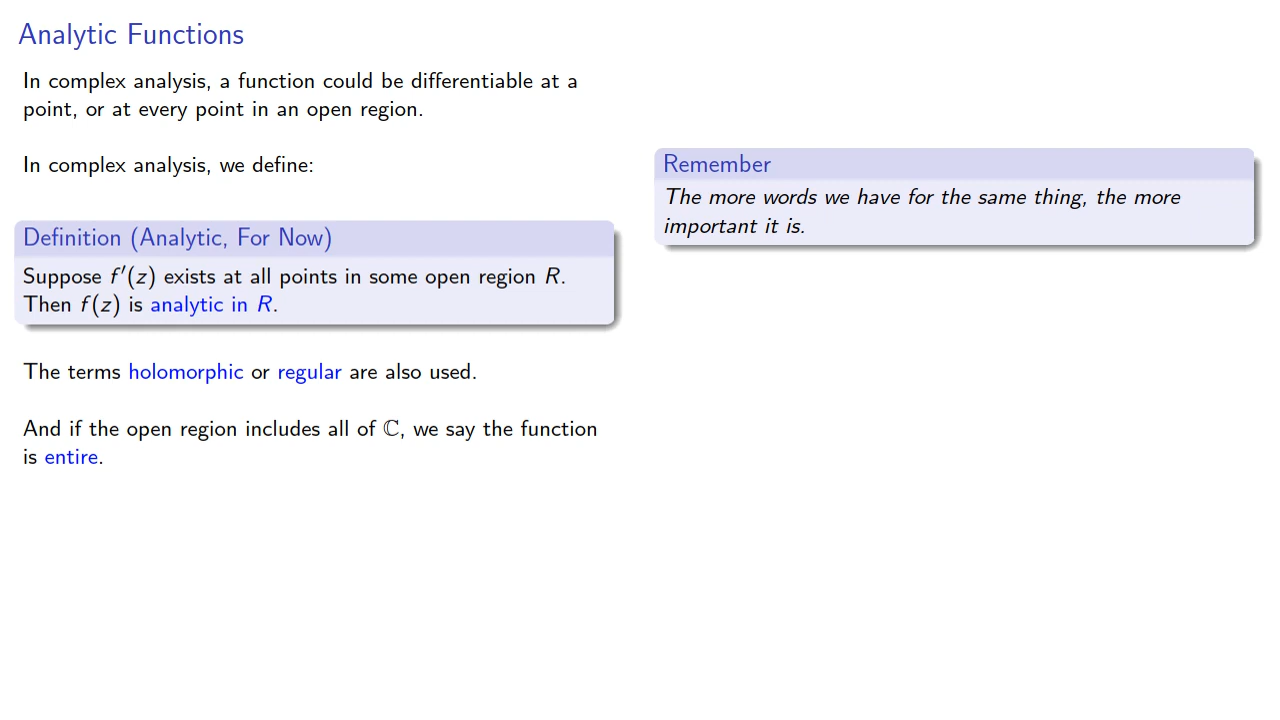 Analytic Functions
In complex analysis, a function could be differentiable at a
point, or at every point in an open region.
In complex analysis, we define:
Definition (Analytic, For Now)
Suppose f′(z) exists at all points in some open region R.
Then f(z) is analytic in R.
The terms holomorphic or regular are also used.
And if the open region includes all of ℂ, we say the function
is entire.
Remember
The more words we have for the same thing, the more
important it is.